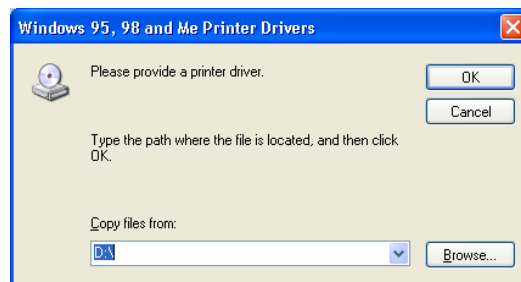 Windows 95, 98 and Me Printer Drivers
Please provide a printer driver.
OK
Cancel
Type the path where the file is located, and then click
OK.
Copy files from:
D:\
Browse...